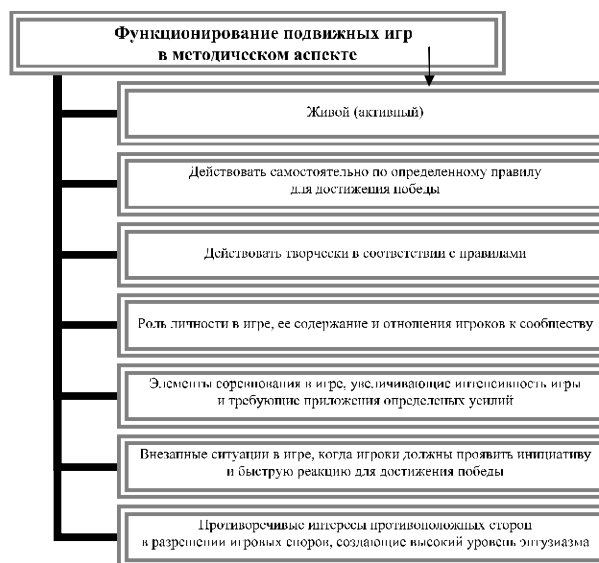 Функционирование подвижных игр
в методическом аспекте
Живой (активный)
Действовать самостоятельно по определенному правилу
для достижения победы
Действовать творчески в соответствии с правилами
Роль личности в игре, ее содержание и отношения игроков к сообществу
Элементы соревнования в игре, увеличивающие интенсивность игры
и требующие приложения определеных усилий
Внезапные ситуации в игре, когда игроки должны проявить инициативу
и быструю реакцию для достижения победы
Противоречивые интересы противоположных сторон
в разрешении игровых споров, создающие высокий уровень энтузиазма